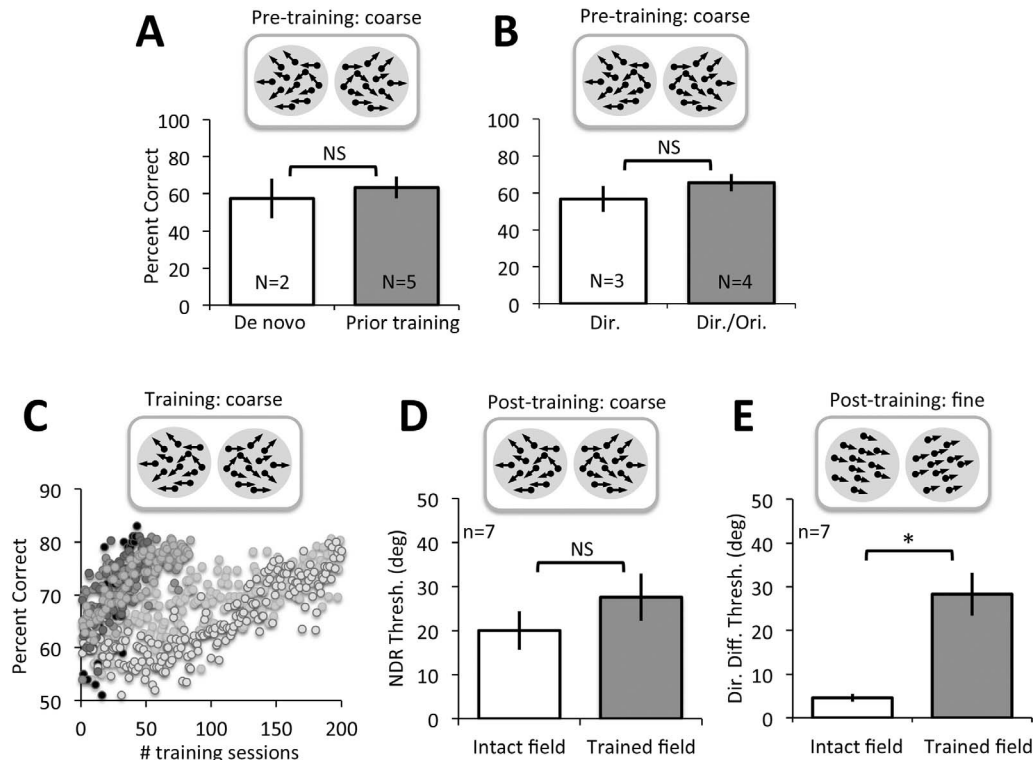 A
Pre-training: coarse
Percent Correct
100
80
60
40
20
0
NS
N=2
N=5
De novo
Prior training
B
Pre-training: coarse
100
80
60
40
20
0
NS
N=3
N=4
Dir.
Dir./Ori.
C
Training: coarse
Percent Correct
90
80
70
60
50
0
50
100
150
200
# training sessions
D
Post-training: coarse
NDR Thresh. (deg)
50
40
30
20
10
0
n=7
NS
Intact field
Trained field
E
Post-training: fine
Dir. Diff. Thresh. (deg)
50
40
30
20
10
0
n=7
*
Intact field
Trained field